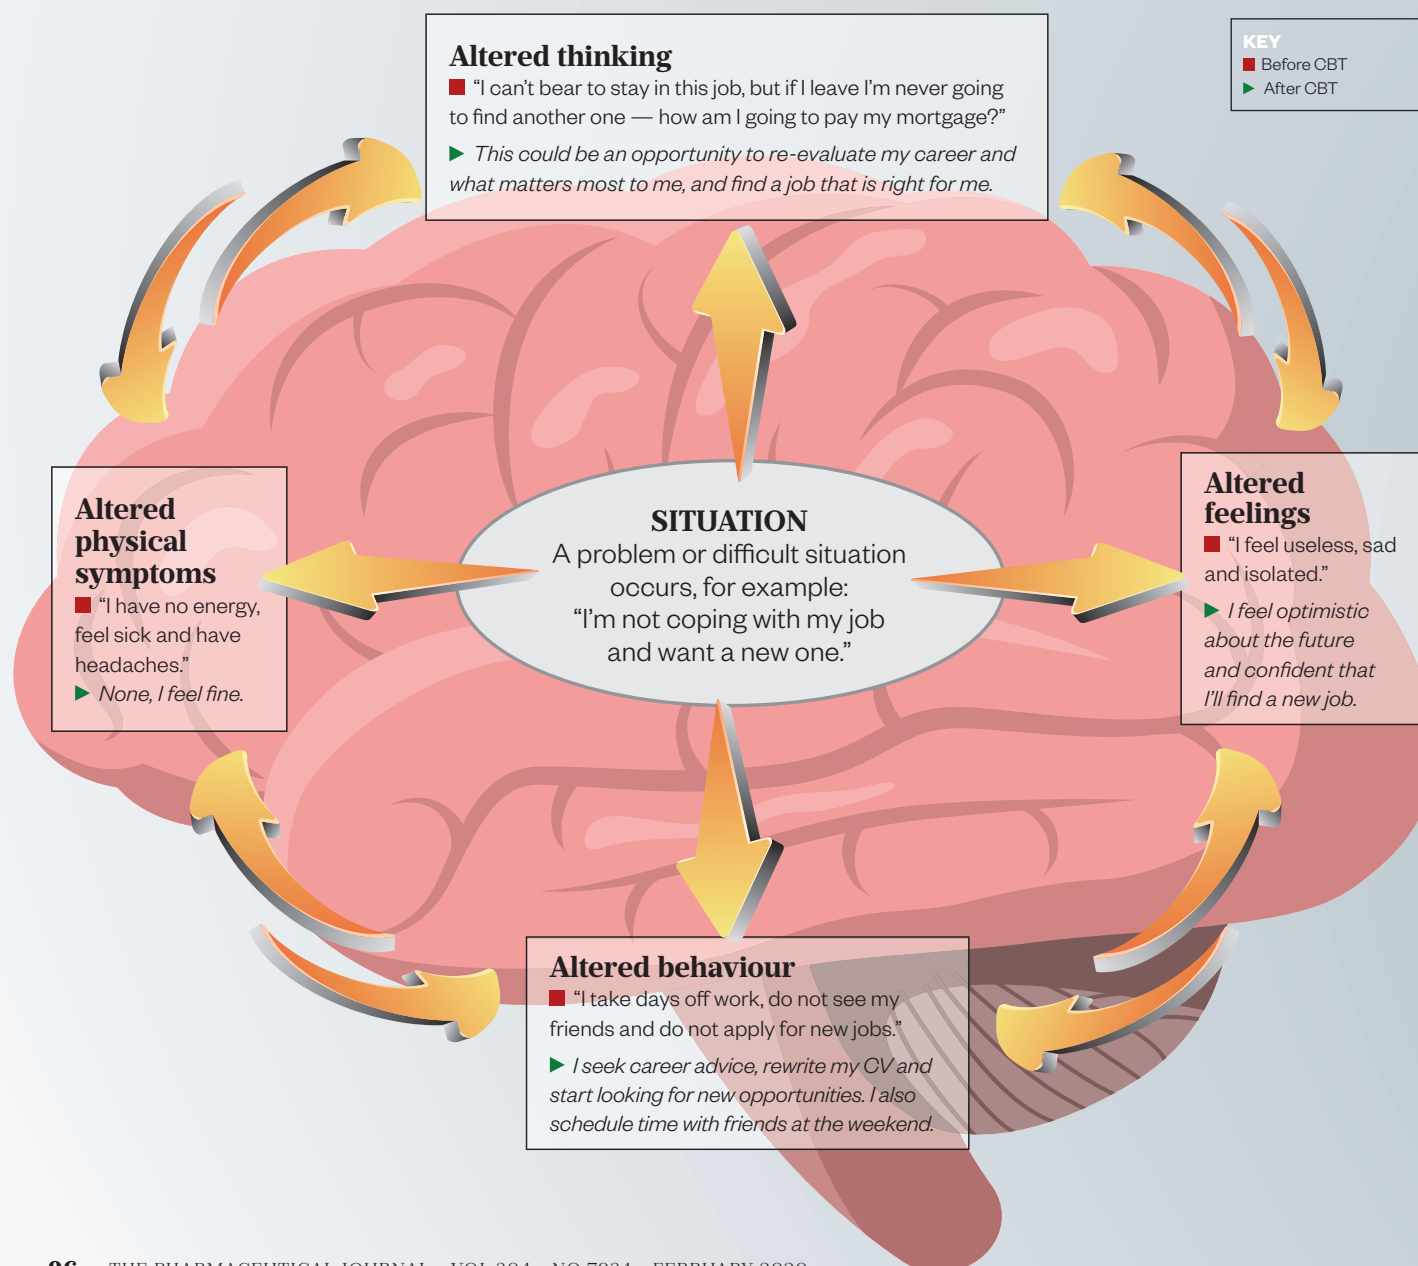 Altered thinking
“I can’t bear to stay in this job, but if I leave I’m never going
to find another one — how am I going to pay my mortgage?”
This could be an opportunity to re-evaluate my career and
what matters most to me, and find a job that is right for me.
KEY
Before CBT
After CBT
Altered
physical
symptoms
“I have no energy,
feel sick and have
headaches.”
None, I feel fine.
SITUATION
A problem or difficult situation
occurs, for example:
“I’m not coping with my job
and want a new one.”
Altered
feelings
“I feel useless, sad
and isolated.”
I feel optimistic
about the future
and confident that
I’ll find a new job.
Altered behaviour
“I take days off work, do not see my
friends and do not apply for new jobs.”
I seek career advice, rewrite my CV and
start looking for new opportunities. I also
schedule time with friends at the weekend.
THE PHARMACEUTICAL JOURNAL